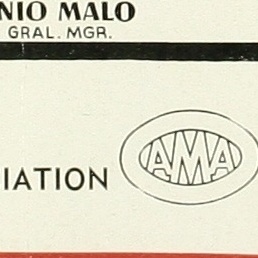 NIO MALO
GRAL. MGR.
IATION
AMA